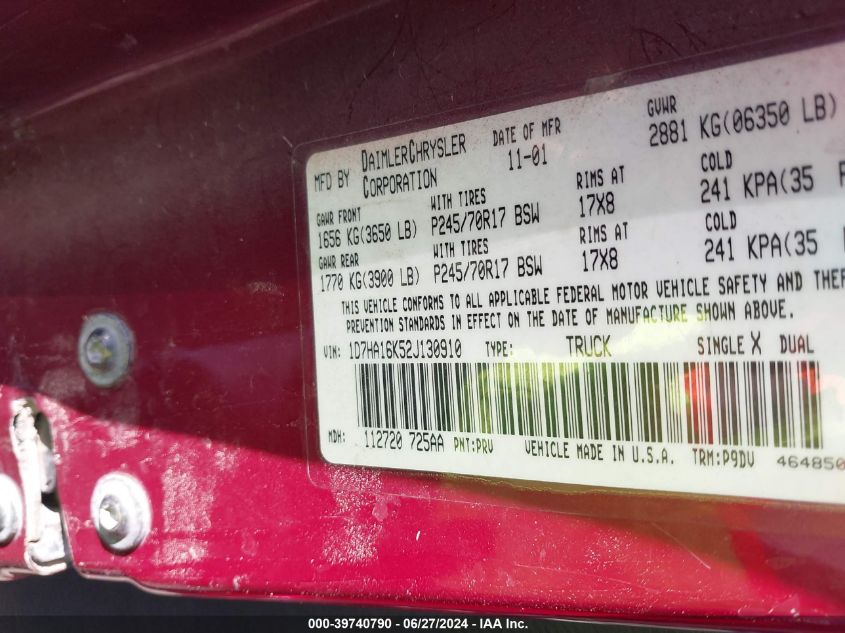 MFD BY DAIMLERCHRYSLER CORPORATION DATE OF MFR 11-01 GVWR 2881 KG(06350 LB)
GAWR FRONT WITH TIRES RIMS AT COLD
1656 KG(3650 LB) P245/70R17 BSW 17X8 241 KPA(35
GAWR REAR WITH TIRES RIMS AT COLD
1770 KG(3900 LB) P245/70R17 BSW 17X8 241 KPA(35
THIS VEHICLE CONFORMS TO ALL APPLICABLE FEDERAL MOTOR VEHICLE SAFETY AND THEF
PREVENTION STANDARDS IN EFFECT ON THE DATE OF MANUFACTURE SHOWN ABOVE.
VIN: 1D7HA16K52J130910 TYPE: TRUCK SINGLE X DUAL
MDH: 112720 725AA PNT:PRV VEHICLE MADE IN U.S.A. TRM:P9DV 464850
000-39740790 - 06/27/2024 - IAA, Inc.